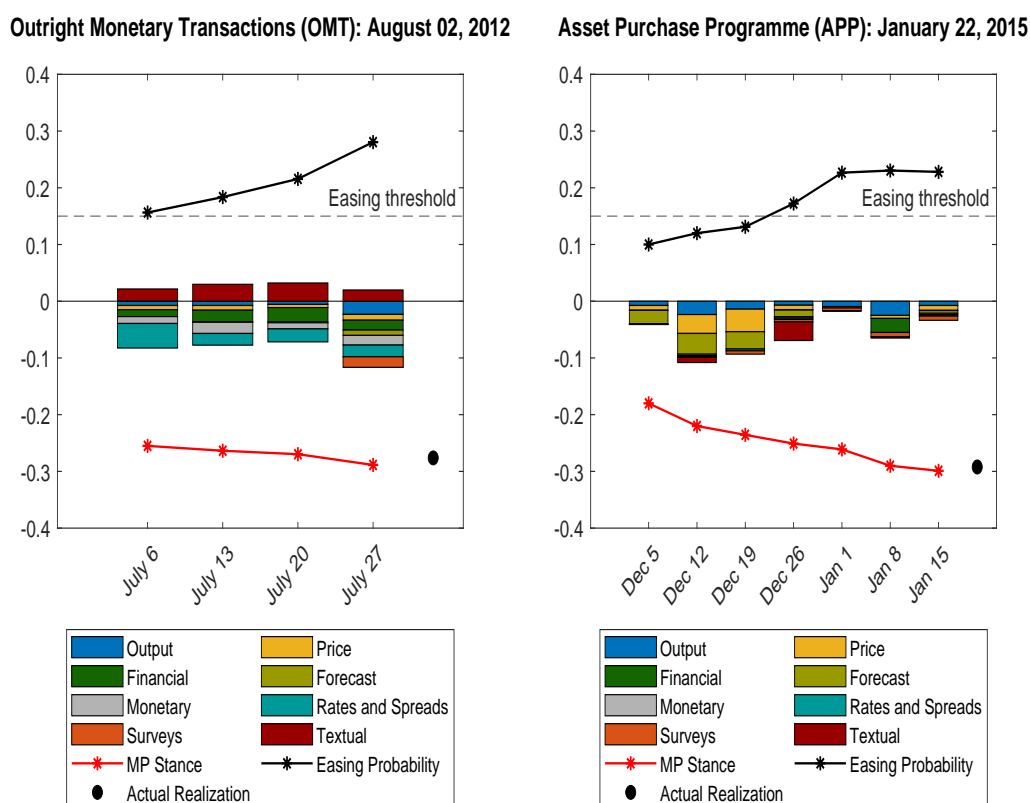 Outright Monetary Transactions (OMT): August 02, 2012
0.4
0.3
0.2
0.1
0
-0.1
-0.2
-0.3
-0.4
Easing threshold
July 6
July 13
July 20
July 27
Output
Price
Financial
Forecast
Monetary
Rates and Spreads
Surveys
Textual
MP Stance
Easing Probability
Actual Realization
Asset Purchase Programme (APP): January 22, 2015
0.4
0.3
0.2
0.1
0
-0.1
-0.2
-0.3
-0.4
Easing threshold
Dec 5
Dec 12
Dec 19
Dec 26
Jan 1
Jan 8
Jan 15
Output
Price
Financial
Forecast
Monetary
Rates and Spreads
Surveys
Textual
MP Stance
Easing Probability
Actual Realization